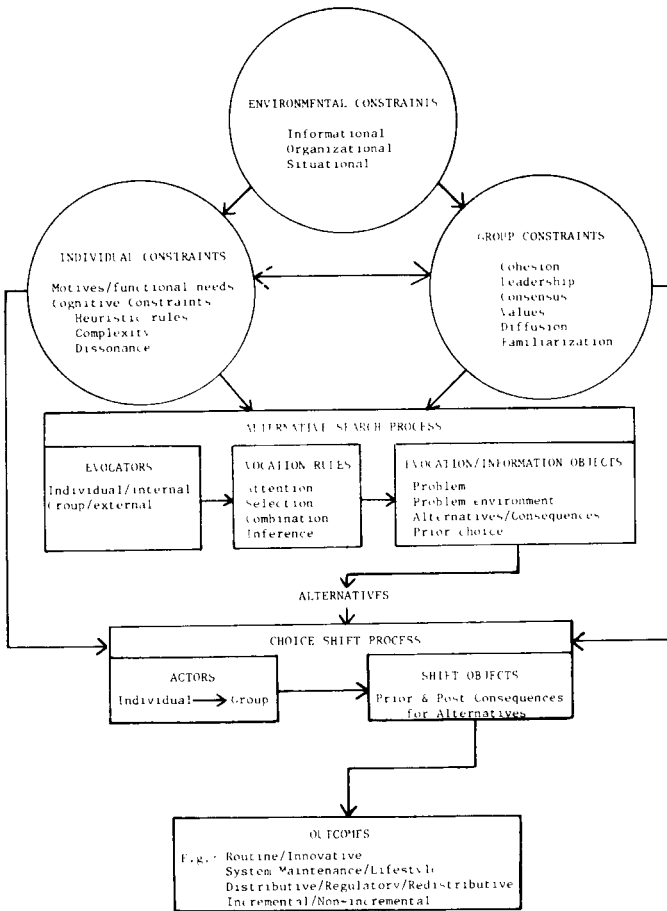 ENVIRONMENTAL CONSTRAINTS
Informational
Organizational
Situational
INDIVIDUAL CONSTRAINTS
Motives/functional needs
Cognitive Constraints
Heuristic rules
Complexity
Dissonance
GROUP CONSTRAINTS
Cohesion
Leadership
Consensus
Values
Diffusion
Familiarization
ALTERNATIVE SEARCH PROCESS
EVOCATORS
Individual/internal
Group/external
VOCATION RULES
Attention
Selection
Combination
Inference
EVOCATION/INFORMATION OBJECTS
Problem
Problem Environment
Alternatives/Consequences
Prior choice
ALTERNATIVES
CHOICE SHIFT PROCESS
ACTORS
Individual Group
SHIFT OBJECTS
Prior & Post Consequences
for Alternatives
OUTCOMES
E.g.: Routine/Innovative
System Maintenance/Lifestyle
Distributive/Regulatory/Redistributive
Incremental/Non-incremental